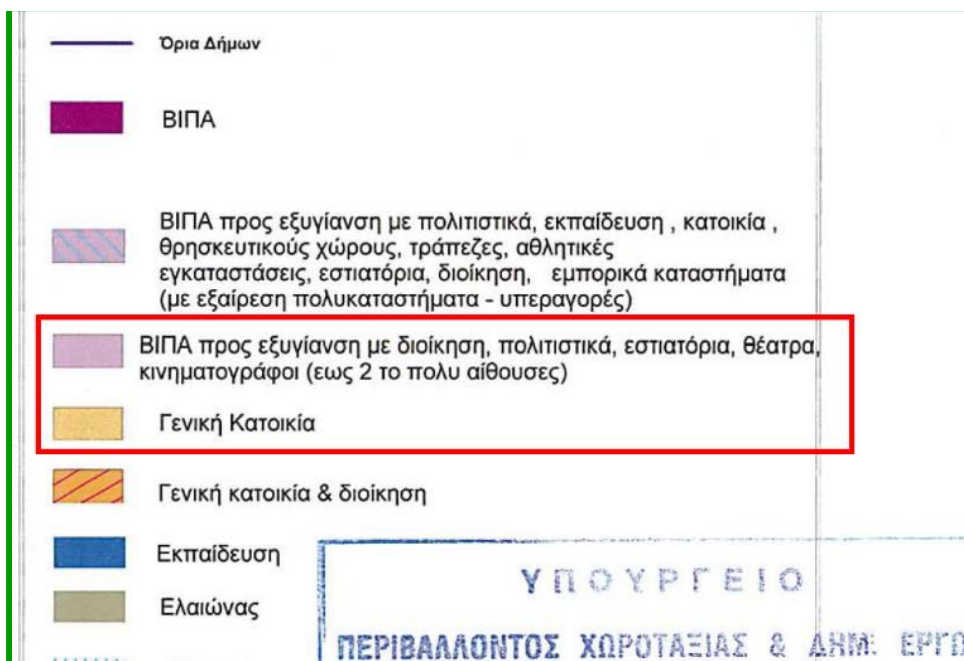 Όρια Δήμων
ΒΙΠΑ
ΒΙΠΑ προς εξυγίανση με πολιτιστικά, εκπαίδευση , κατοικία ,
θρησκευτικούς χώρους, τράπεζες, αθλητικές
εγκαταστάσεις, εστιατόρια, διοίκηση, εμπορικά καταστήματα
(με εξαίρεση πολυκαταστήματα - υπεραγορές)
ΒΙΠΑ προς εξυγίανση με διοίκηση, πολιτιστικά, εστιατόρια, θέατρα,
κινηματογράφοι (εως 2 το πολυ αίθουσες)
Γενική Κατοικία
Γενική κατοικία & διοίκηση
Εκπαίδευση
Ελαιώνας
ΥΠΟΥΡΓΕΙΟ
ΠΕΡΙΒΑΛΛΟΝΤΟΣ ΧΩΡΟΤΑΞΙΑΣ & ΔΗΜ. ΕΡΓΩ